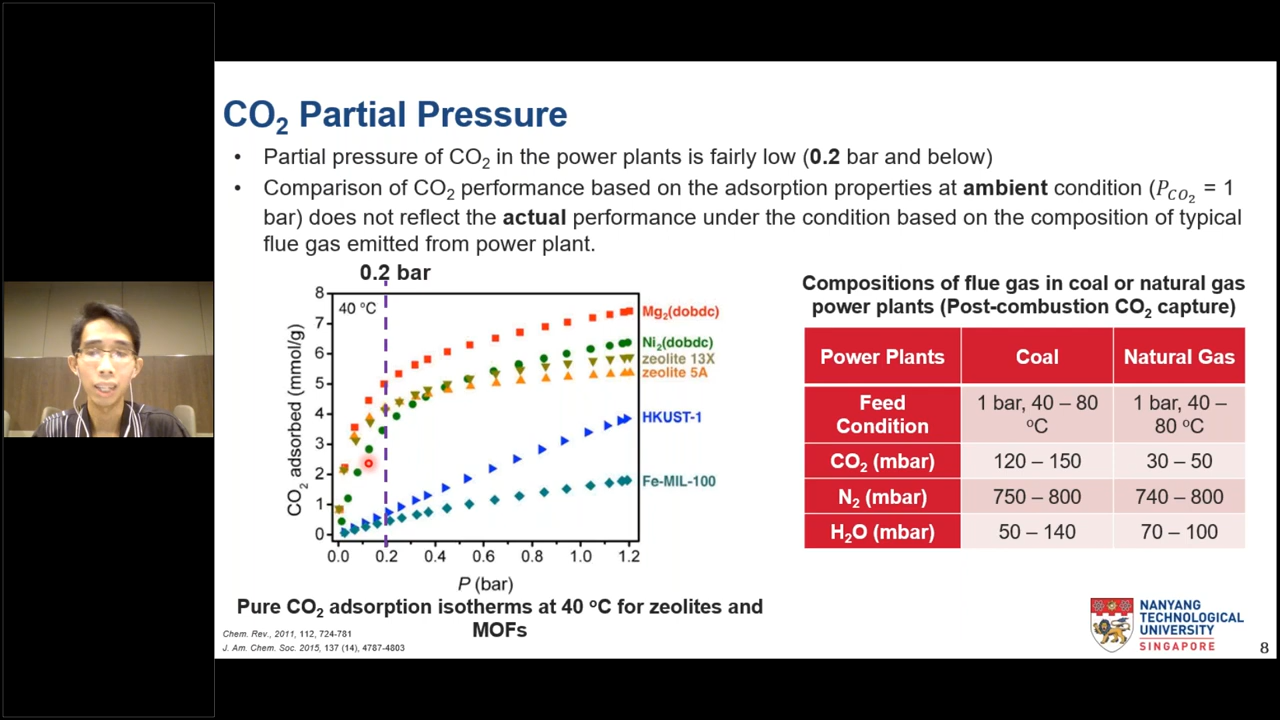 CO₂ Partial Pressure
• Partial pressure of CO₂ in the power plants is fairly low (0.2 bar and below)
• Comparison of CO₂ performance based on the adsorption properties at ambient condition (P_CO₂ = 1
bar) does not reflect the actual performance under the condition based on the composition of typical
flue gas emitted from power plant.
0.2 bar
40 °C
CO₂ adsorbed (mmol/g)
8
7
6
5
4
3
2
1
0
0.0 0.2 0.4 0.6 0.8 1.0 1.2
P (bar)
Mg₂(dobdc)
Ni₂(dobdc)
zeolite 13X
zeolite 5A
HKUST-1
Fe-MIL-100
Pure CO₂ adsorption isotherms at 40 °C for zeolites and
MOFs
Chem. Rev., 2011, 112, 724-781
J. Am. Chem. Soc. 2015, 137 (14), 4787-4803
Compositions of flue gas in coal or natural gas
power plants (Post-combustion CO₂ capture)
Power Plants Coal Natural Gas
Feed Condition 1 bar, 40 – 80 °C 1 bar, 40 – 80 °C
CO₂ (mbar) 120 – 150 30 – 50
N₂ (mbar) 750 – 800 740 – 800
H₂O (mbar) 50 – 140 70 – 100
NANYANG
TECHNOLOGICAL
UNIVERSITY
SINGAPORE
8